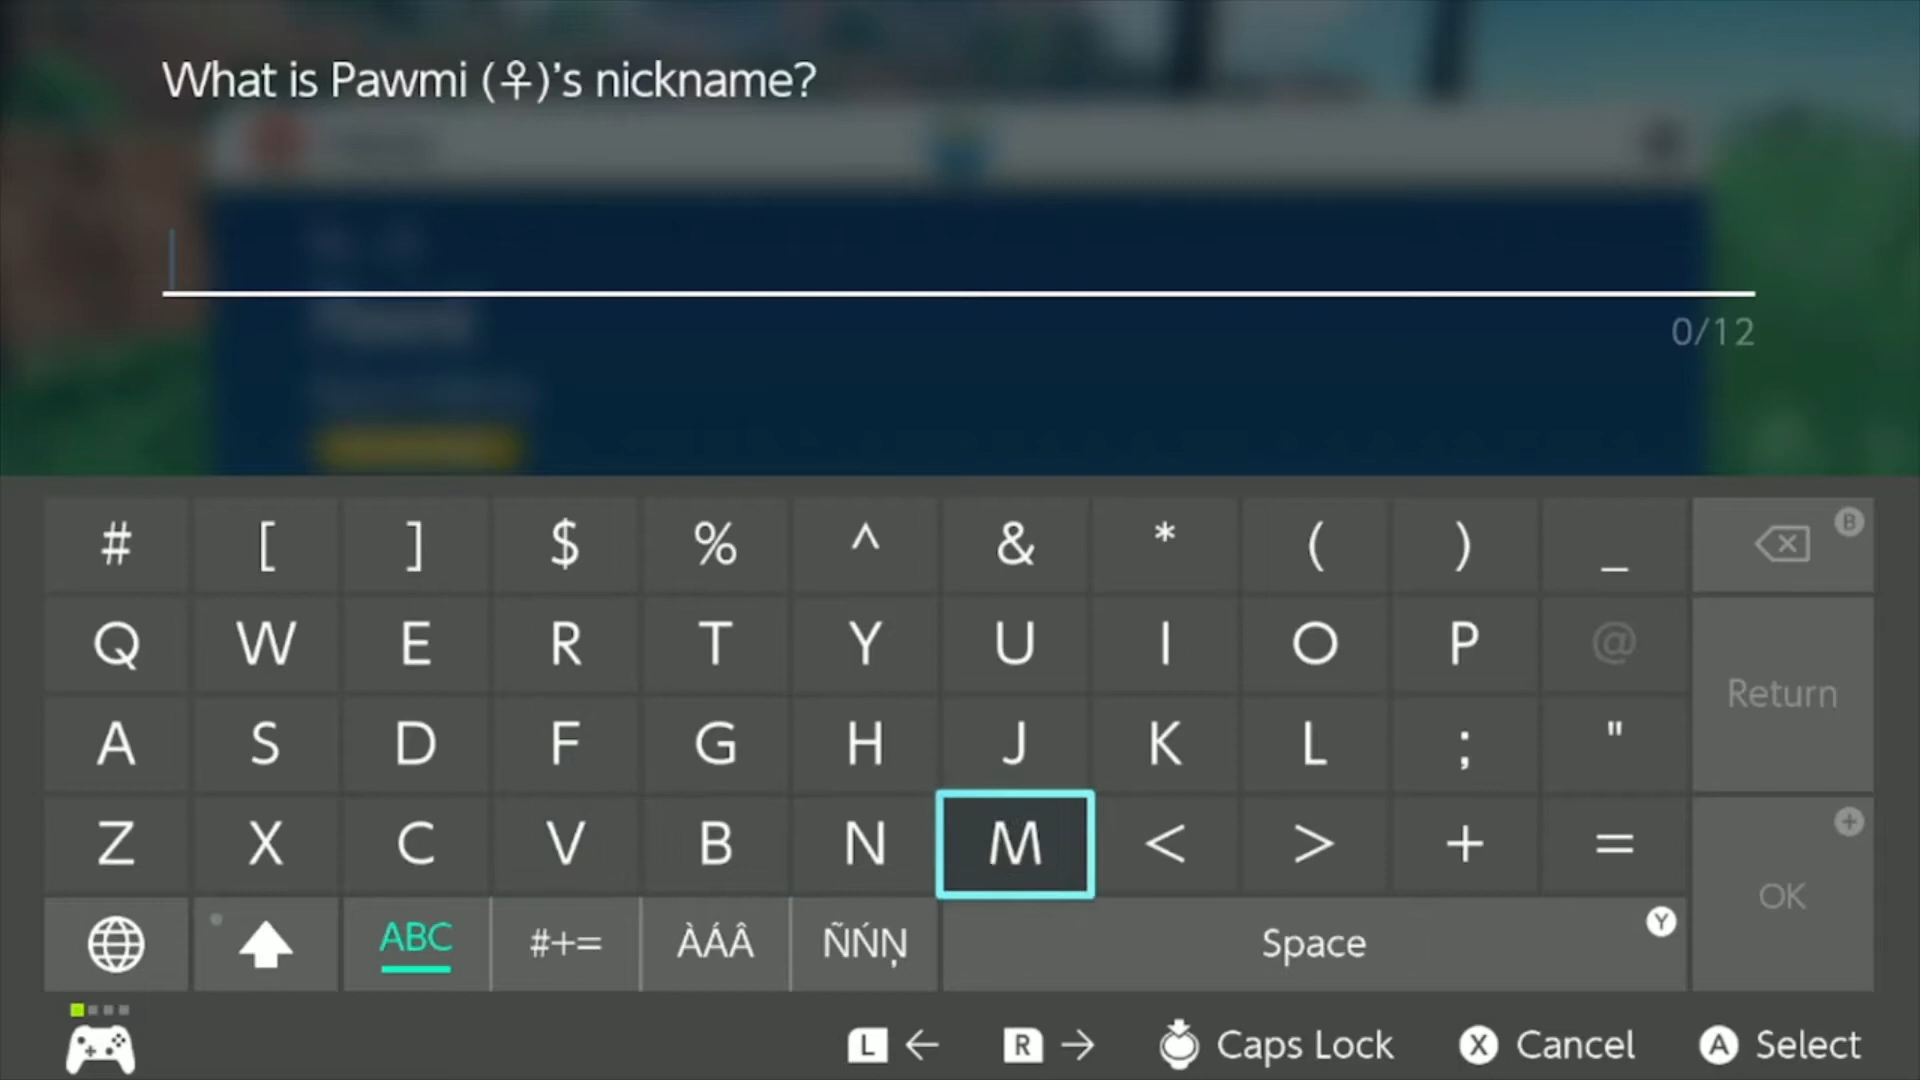 What is Pawmi (♀)'s nickname?
0/12
# [ ] $ % ^ & * ( ) _ B
Q W E R T Y U I O P @ Return
A S D F G H J K L ; "
Z X C V B N M < > + = OK
ABC #+= ÀÁÂ ÑŃŅ Space Y
L ← R → Caps Lock X Cancel A Select